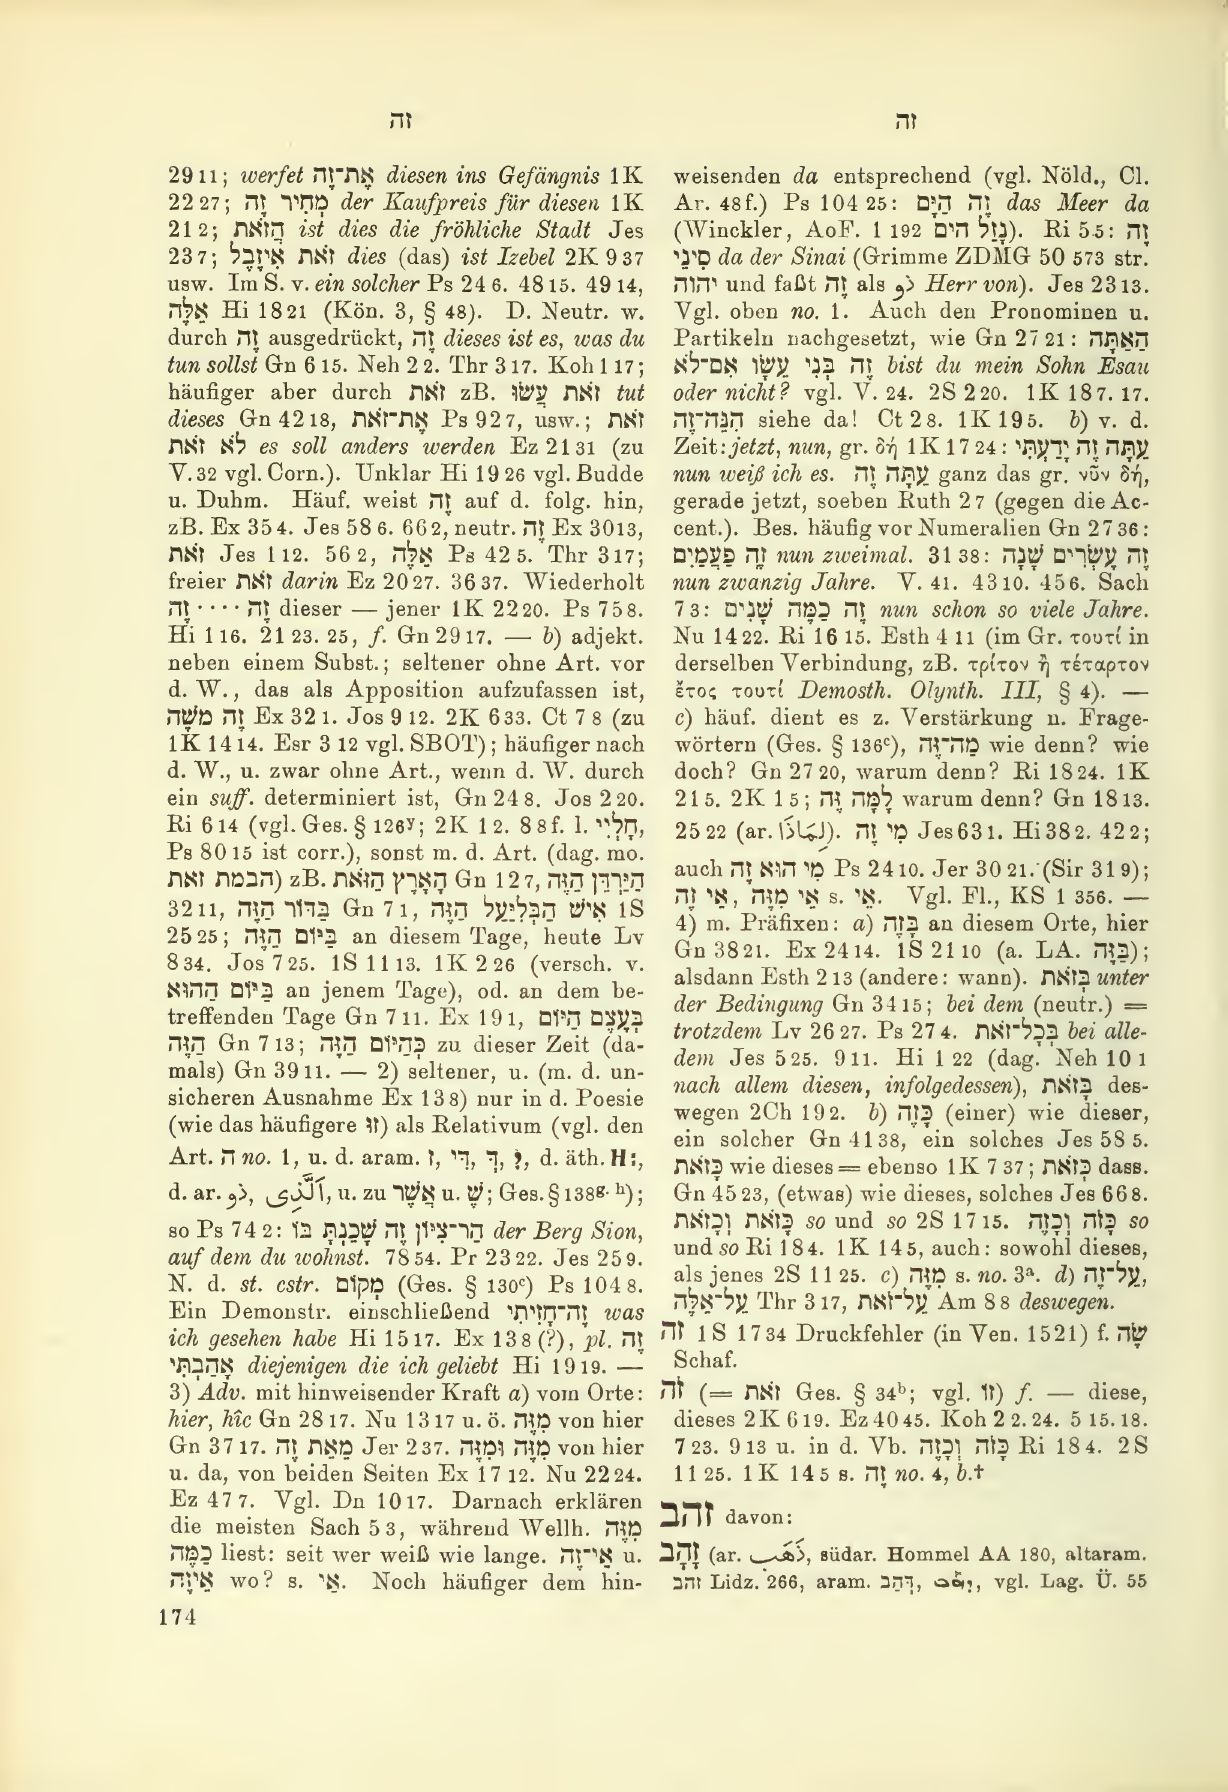 זה
זה
29 11; werfet אֶת־זֶה diesen ins Gefängnis 1K
22 27; מְחִיר זֶה der Kaufpreis für diesen 1K
21 2; הֲזֹאת ist dies die fröhliche Stadt Jes
23 7; זֹאת אִיזֶבֶל dies (das) ist Izebel 2K 9 37
usw. Im S. v. ein solcher Ps 24 6. 48 15. 49 14,
אֵלֶּה Hi 18 21 (Kön. 3, § 48). D. Neutr. w.
durch זֶה ausgedrückt, זֶה dieses ist es, was du
tun sollst Gn 6 15. Neh 2 2. Thr 3 17. Koh 1 17;
häufiger aber durch זֹאת zB. זֹאת עֲשׂוּ tut
dieses Gn 42 18, אֶת־זֹאת Ps 92 7, usw.; זֹאת
לֹא זֹאת es soll anders werden Ez 21 31 (zu
V. 32 vgl. Corn.). Unklar Hi 19 26 vgl. Budde
u. Duhm. Häuf. weist זֶה auf d. folg. hin,
zB. Ex 35 4. Jes 58 6. 66 2, neutr. זֶה Ex 30 13,
זֹאת Jes 1 12. 56 2, אֵלֶּה Ps 42 5. Thr 3 17;
freier זֹאת darin Ez 20 27. 36 37. Wiederholt
זֶה ···· זֶה dieser — jener 1K 22 20. Ps 75 8.
Hi 1 16. 21 23. 25, f. Gn 29 17. — b) adjekt.
neben einem Subst.; seltener ohne Art. vor
d. W., das als Apposition aufzufassen ist,
זֶה משֶׁה Ex 32 1. Jos 9 12. 2K 6 33. Ct 7 8 (zu
1K 14 14. Esr 3 12 vgl. SBOT); häufiger nach
d. W., u. zwar ohne Art., wenn d. W. durch
ein suff. determiniert ist, Gn 24 8. Jos 2 20.
Ri 6 14 (vgl. Ges. § 126ʸ; 2K 1 2. 8 8 f. l. חׇלְיִי,
Ps 80 15 ist corr.), sonst m. d. Art. (dag. mo.
הבמת זאת) zB. הָאָרֶץ הַזֹּאת Gn 12 7, הַיַּרְדֵּן הַזֶּה
32 11, בַּדּוֹר הַזֶּה Gn 7 1, אִישׁ הַבְּלִיַּעַל הַזֶּה 1S
25 25; בַּיּוֹם הַזֶּה an diesem Tage, heute Lv
8 34. Jos 7 25. 1S 11 13. 1K 2 26 (versch. v.
בַּיּוֹם הַהוּא an jenem Tage), od. an dem be-
treffenden Tage Gn 7 11. Ex 19 1, בְּעֶצֶם הַיּוֹם
הַזֶּה Gn 7 13; כְּהַיּוֹם הַזֶּה zu dieser Zeit (da-
mals) Gn 39 11. — 2) seltener, u. (m. d. un-
sicheren Ausnahme Ex 13 8) nur in d. Poesie
(wie das häufigere זוּ) als Relativum (vgl. den
Art. ה no. 1, u. d. aram. ז, דִּי, דְּ, ?, d. äth. H:,
d. ar. ذو, اَلَّذِى, u. zu אֲשֶׁר u. שֶׁ; Ges. § 138ᵍ· ʰ);
so Ps 74 2: הַר־צִיּוֹן זֶה שָׁכַנְתָּ בּוֹ der Berg Sion,
auf dem du wohnst. 78 54. Pr 23 22. Jes 25 9.
N. d. st. cstr. מְקוֹם (Ges. § 130ᶜ) Ps 104 8.
Ein Demonstr. einschließend זֶה־חָזִיתִי was
ich gesehen habe Hi 15 17. Ex 13 8 (?), pl. זֶה
אָהַבְתִּי diejenigen die ich geliebt Hi 19 19. —
3) Adv. mit hinweisender Kraft a) vom Orte:
hier, hîc Gn 28 17. Nu 13 17 u. ö. מִזֶּה von hier
Gn 37 17. מֵאֵת זֶה Jer 2 37. מִזֶּה וּמִזֶּה von hier
u. da, von beiden Seiten Ex 17 12. Nu 22 24.
Ez 47 7. Vgl. Dn 10 17. Darnach erklären
die meisten Sach 5 3, während Wellh. מִזֶּה
כַּמֶּה liest: seit wer weiß wie lange. אֵי־זֶה u.
אֵיזֶה wo? s. אֵי. Noch häufiger dem hin-
174
weisenden da entsprechend (vgl. Nöld., Cl.
Ar. 48 f.) Ps 104 25: זֶה הַיָּם das Meer da
(Winckler, AoF. 1 192 נָזַל הים). Ri 5 5: זֶה
סִינַי da der Sinai (Grimme ZDMG 50 573 str.
יהוה und faßt זֶה als ذو Herr von). Jes 23 13.
Vgl. oben no. 1. Auch den Pronominen u.
Partikeln nachgesetzt, wie Gn 27 21: הַאַתָּה
זֶה בְּנִי עֵשָׂו אִם־לֹא bist du mein Sohn Esau
oder nicht? vgl. V. 24. 2S 2 20. 1K 18 7. 17.
הִנֵּה־זֶה siehe da! Ct 2 8. 1K 19 5. b) v. d.
Zeit: jetzt, nun, gr. δή 1K 17 24: עַתָּה זֶה יָדַעְתִּי
nun weiß ich es. עַתָּה זֶה ganz das gr. νῦν δή,
gerade jetzt, soeben Ruth 2 7 (gegen die Ac-
cent.). Bes. häufig vor Numeralien Gn 27 36:
זֶה פַעֲמַיִם nun zweimal. 31 38: זֶה עֶשְׂרִים שָׁנָה
nun zwanzig Jahre. V. 41. 43 10. 45 6. Sach
7 3: זֶה כַּמֶּה שָׁנִים nun schon so viele Jahre.
Nu 14 22. Ri 16 15. Esth 4 11 (im Gr. τουτί in
derselben Verbindung, zB. τρίτον ἢ τέταρτον
ἔτος τουτί Demosth. Olynth. III, § 4). —
c) häuf. dient es z. Verstärkung n. Frage-
wörtern (Ges. § 136ᶜ), מַה־זֶּה wie denn? wie
doch? Gn 27 20, warum denn? Ri 18 24. 1K
21 5. 2K 1 5; לָמָּה זֶּה warum denn? Gn 18 13.
25 22 (ar. لِمَاذَا). מִי זֶה Jes 63 1. Hi 38 2. 42 2;
auch מִי הוּא זֶה Ps 24 10. Jer 30 21. (Sir 31 9);
אֵי זֶה, אֵי מִזֶּה s. אֵי. Vgl. Fl., KS 1 356. —
4) m. Präfixen: a) בָּזֶה an diesem Orte, hier
Gn 38 21. Ex 24 14. 1S 21 10 (a. LA. בַּזֶּה);
alsdann Esth 2 13 (andere: wann). בְּזֹאת unter
der Bedingung Gn 34 15; bei dem (neutr.) =
trotzdem Lv 26 27. Ps 27 4. בְּכָל־זֹאת bei alle-
dem Jes 5 25. 9 11. Hi 1 22 (dag. Neh 10 1
nach allem diesen, infolgedessen), בָּזֹאת des-
wegen 2Ch 19 2. b) כָּזֶה (einer) wie dieser,
ein solcher Gn 41 38, ein solches Jes 58 5.
כָּזֹאת wie dieses = ebenso 1K 7 37; כָּזֹאת dass.
Gn 45 23, (etwas) wie dieses, solches Jes 66 8.
כָּזֹאת וְכָזֹאת so und so 2S 17 15. כָּזֹה וְכָזֶה so
und so Ri 18 4. 1K 14 5, auch: sowohl dieses,
als jenes 2S 11 25. c) מִזֶּה s. no. 3ᵃ. d) עַל־זֶה,
עַל־אֵלֶּה Thr 3 17, עַל־זֹאת Am 8 8 deswegen.
זה 1S 17 34 Druckfehler (in Ven. 1521) f. שֶׂה
Schaf.
זֹה (= זֹאת Ges. § 34ᵇ; vgl. זוֹ) f. — diese,
dieses 2K 6 19. Ez 40 45. Koh 2 2. 24. 5 15. 18.
7 23. 9 13 u. in d. Vb. כָּזֹה וְכָזֶה Ri 18 4. 2S
11 25. 1K 14 5 s. זֶה no. 4, b.†
זהב davon:
זָהָב (ar. ذَهَب, südar. Hommel AA 180, altaram.
זהב Lidz. 266, aram. דְּהַב, vgl. Lag. Ü. 55